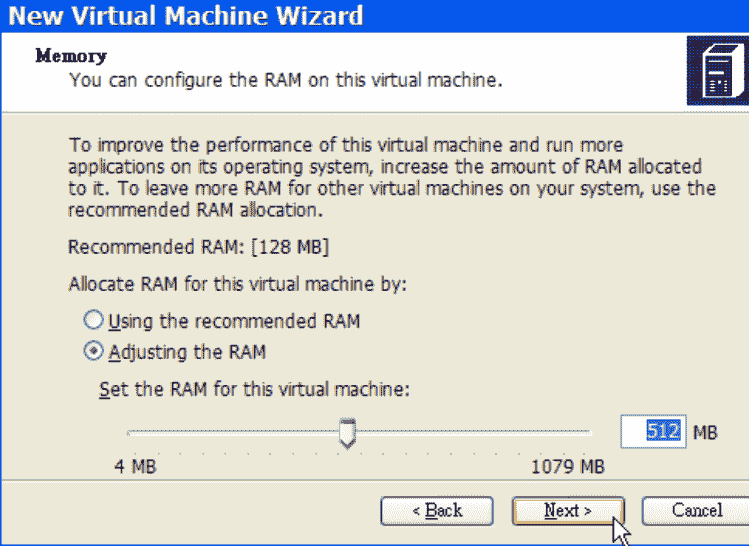 New Virtual Machine Wizard
Memory
You can configure the RAM on this virtual machine.
To improve the performance of this virtual machine and run more
applications on its operating system, increase the amount of RAM allocated
to it. To leave more RAM for other virtual machines on your system, use the
recommended RAM allocation.
Recommended RAM: [128 MB]
Allocate RAM for this virtual machine by:
Using the recommended RAM
Adjusting the RAM
Set the RAM for this virtual machine:
512 MB
4 MB 1079 MB
< Back Next > Cancel